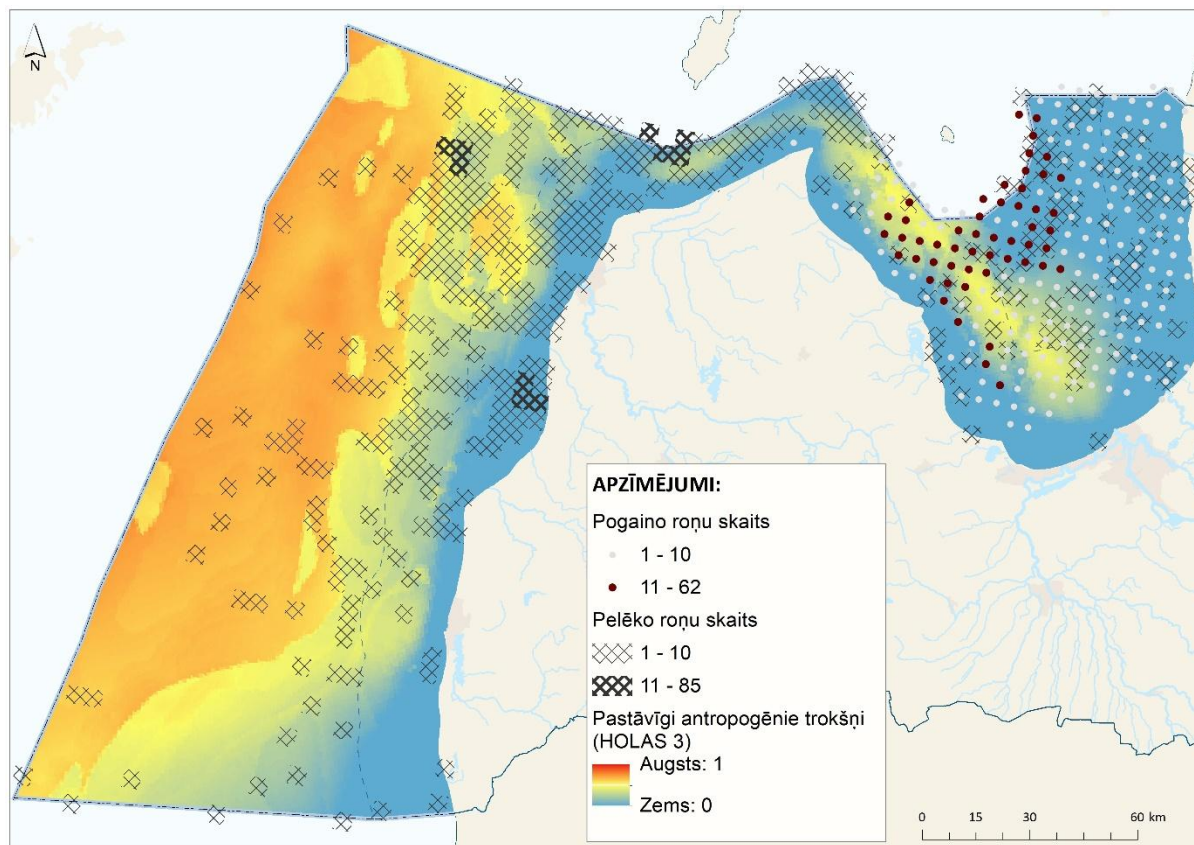 N
APZĪMĒJUMI:
Pogaino roņu skaits
1 - 10
11 - 62
Pelēko roņu skaits
1 - 10
11 - 85
Pastāvīgi antropogēnie trokšņi
(HOLAS 3)
Augsts: 1
Zems: 0
0 15 30 60 km